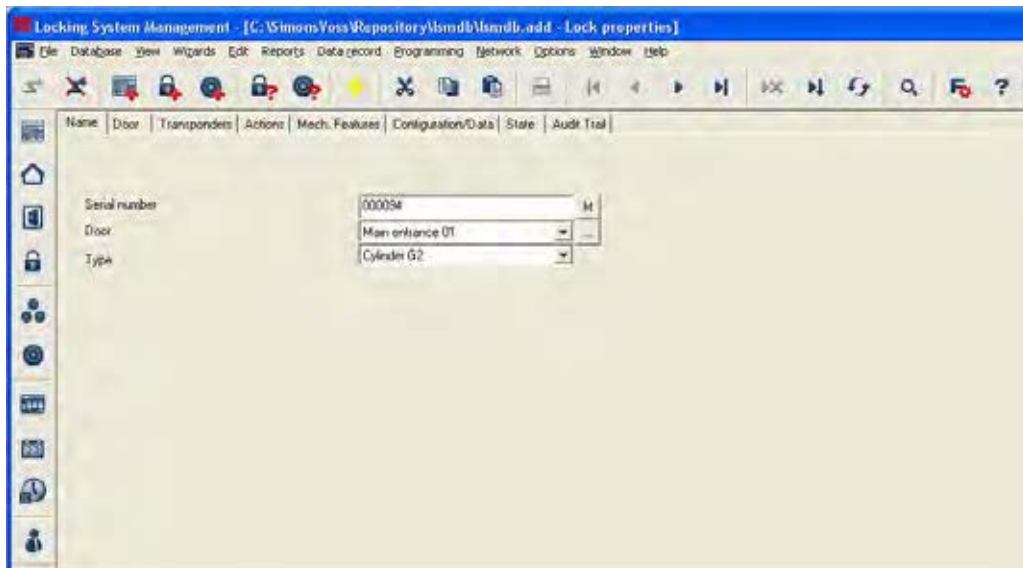 Locking System Management - [C:\SimonsVoss\Repository\lsmdb\lsmdb.add - Lock properties]
File Database View Wizards Edit Reports Data record Programming Network Options Window Help
Name Door Transponders Actions Mech. Features Configuration/Data State Audit Trail
Serial number 000094 M
Door Main entrance 01 ...
Type Cylinder G2